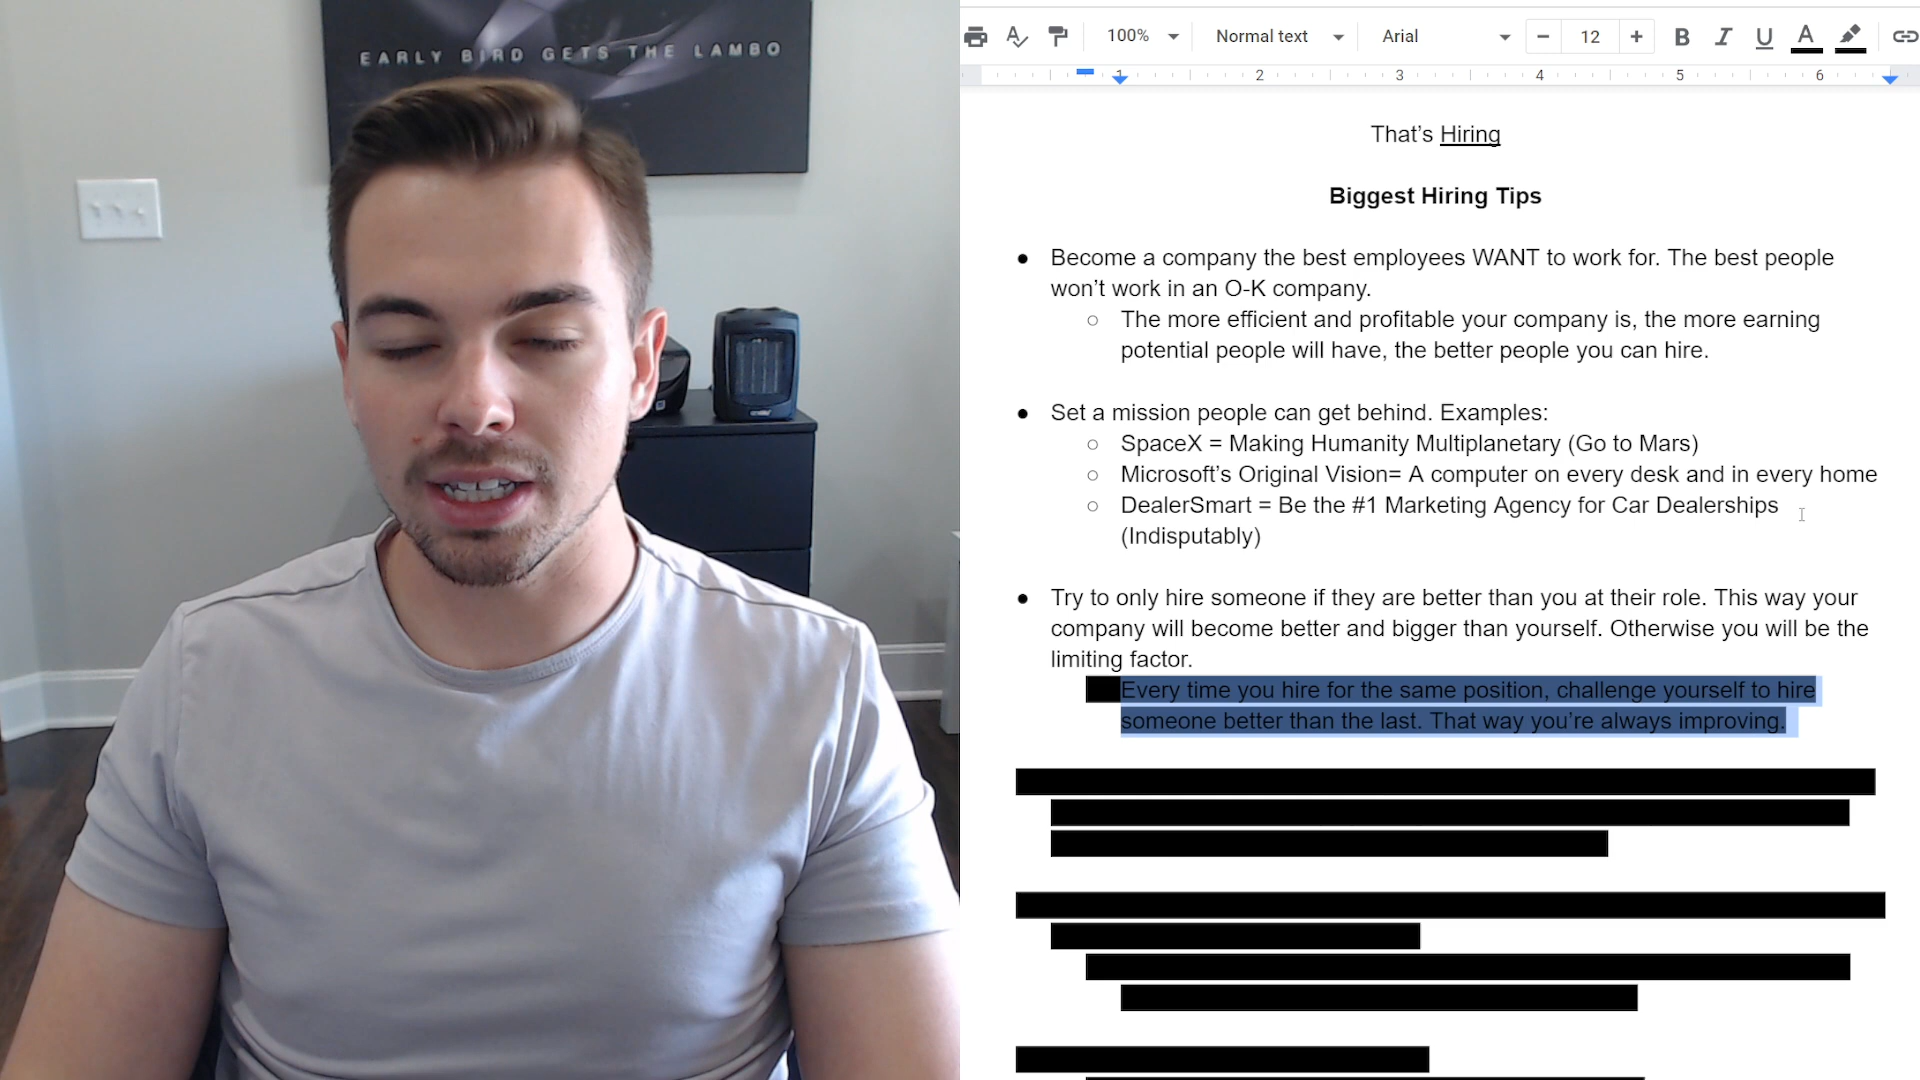 EARLY BIRD GETS THE LAMBO
100%
Normal text
Arial
12
B I U A
1 2 3 4 5 6
That’s Hiring
Biggest Hiring Tips
● Become a company the best employees WANT to work for. The best people
won’t work in an O-K company.
○ The more efficient and profitable your company is, the more earning
potential people will have, the better people you can hire.
● Set a mission people can get behind. Examples:
○ SpaceX = Making Humanity Multiplanetary (Go to Mars)
○ Microsoft’s Original Vision= A computer on every desk and in every home
○ DealerSmart = Be the #1 Marketing Agency for Car Dealerships
(Indisputably)
● Try to only hire someone if they are better than you at their role. This way your
company will become better and bigger than yourself. Otherwise you will be the
limiting factor.
Every time you hire for the same position, challenge yourself to hire
someone better than the last. That way you’re always improving.